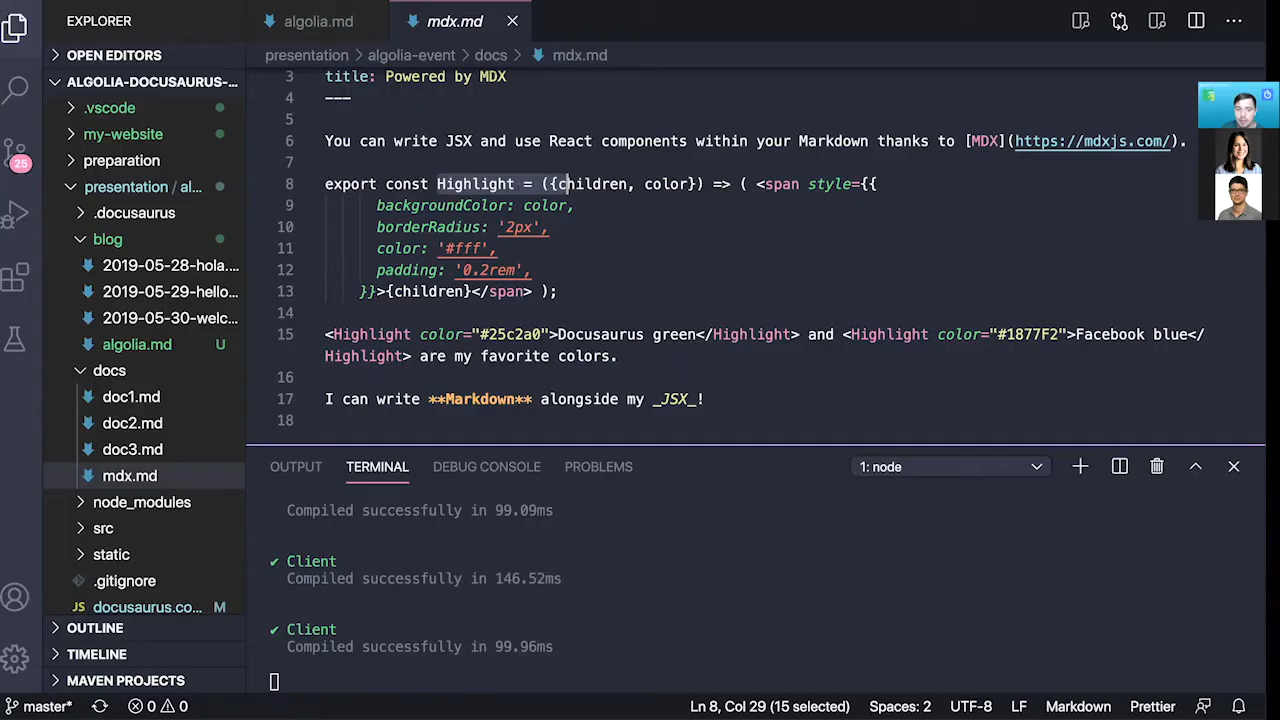 EXPLORER
OPEN EDITORS
ALGOLIA-DOCUSAURUS-...
.vscode
my-website
preparation
presentation / al...
.docusaurus
blog
2019-05-28-hola....
2019-05-29-hello...
2019-05-30-welc...
algolia.md U
docs
doc1.md
doc2.md
doc3.md
mdx.md
node_modules
src
static
.gitignore
JS docusaurus.co... M
OUTLINE
TIMELINE
MAVEN PROJECTS
25
algolia.md
mdx.md
presentation > algolia-event > docs > mdx.md
3 title: Powered by MDX
4 ---
5
6 You can write JSX and use React components within your Markdown thanks to [MDX](https://mdxjs.com/).
7
8 export const Highlight = ({children, color}) => ( <span style={{
9 backgroundColor: color,
10 borderRadius: '2px',
11 color: '#fff',
12 padding: '0.2rem',
13 }}>{children}</span> );
14
15 <Highlight color="#25c2a0">Docusaurus green</Highlight> and <Highlight color="#1877F2">Facebook blue</
Highlight> are my favorite colors.
16
17 I can write **Markdown** alongside my _JSX_!
18
OUTPUT TERMINAL DEBUG CONSOLE PROBLEMS 1: node
Compiled successfully in 99.09ms
✔ Client
Compiled successfully in 146.52ms
✔ Client
Compiled successfully in 99.96ms
master* 0 0 Ln 8, Col 29 (15 selected) Spaces: 2 UTF-8 LF Markdown Prettier